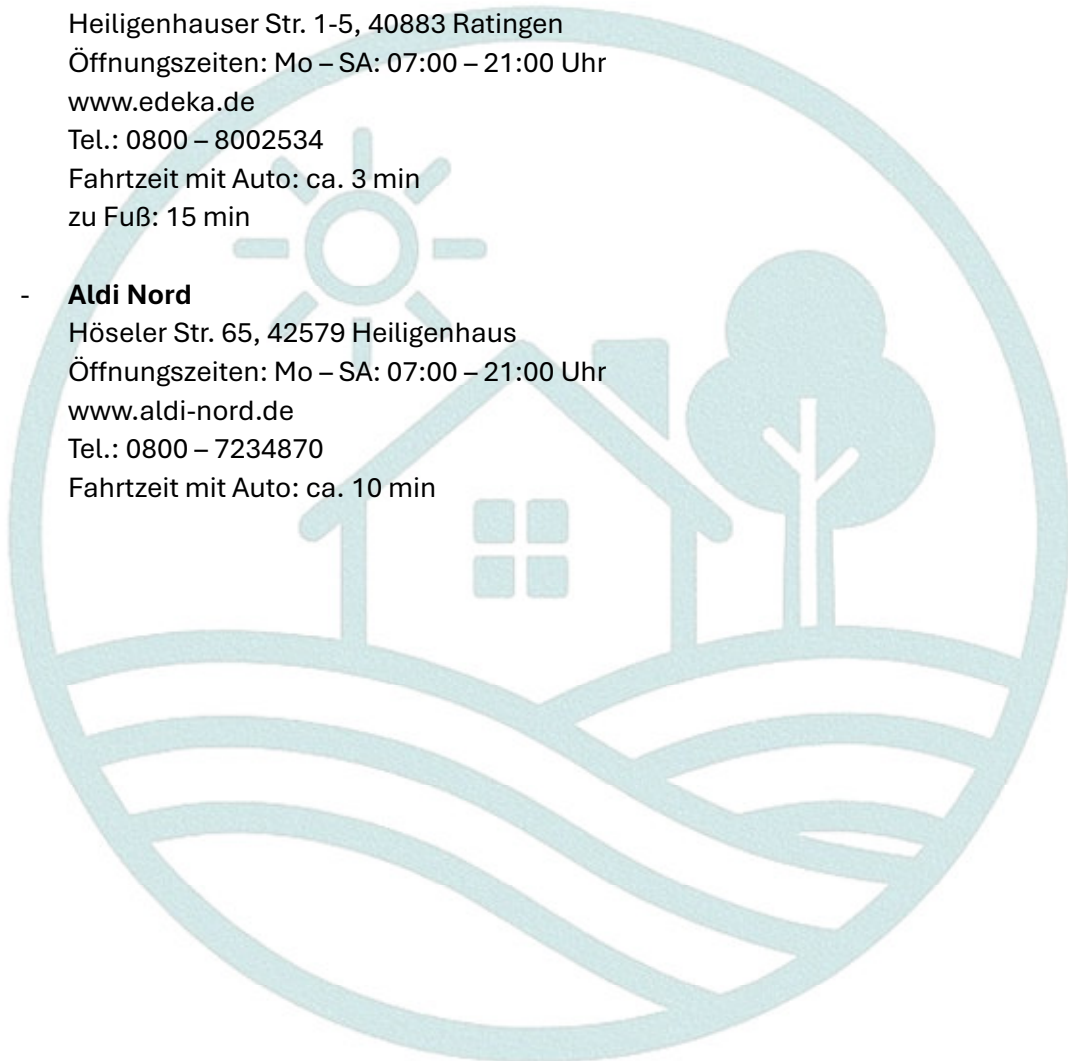 Heiligenhauser Str. 1-5, 40883 Ratingen
Öffnungszeiten: Mo – SA: 07:00 – 21:00 Uhr
www.edeka.de
Tel.: 0800 – 8002534
Fahrtzeit mit Auto: ca. 3 min
zu Fuß: 15 min
- Aldi Nord
Höseler Str. 65, 42579 Heiligenhaus
Öffnungszeiten: Mo – SA: 07:00 – 21:00 Uhr
www.aldi-nord.de
Tel.: 0800 – 7234870
Fahrtzeit mit Auto: ca. 10 min